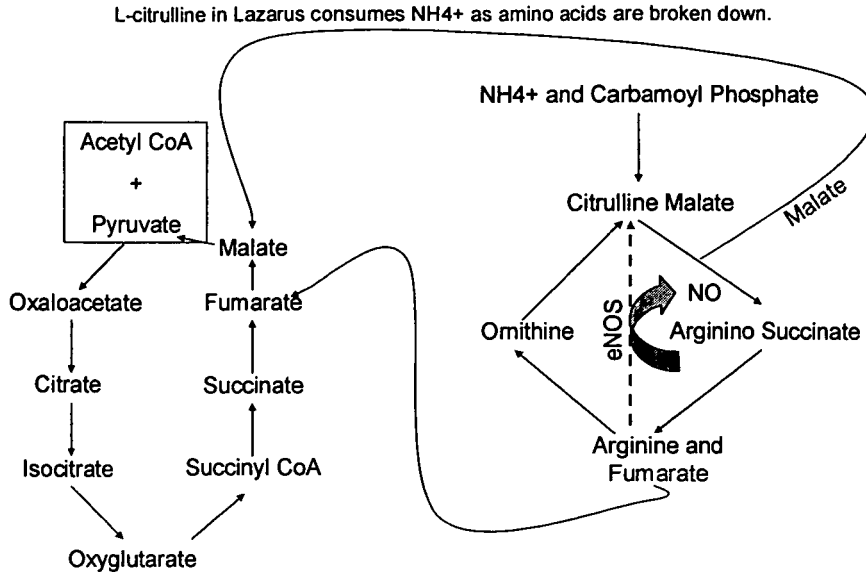 L-citrulline in Lazarus consumes NH4+ as amino acids are broken down.
NH4+ and Carbamoyl Phosphate
Acetyl CoA
+
Pyruvate
Citrulline Malate
Malate
Malate
Oxaloacetate
Fumarate
NO
eNOS
Ornithine
Arginino Succinate
Citrate
Succinate
Arginine and
Fumarate
Isocitrate
Succinyl CoA
Oxyglutarate